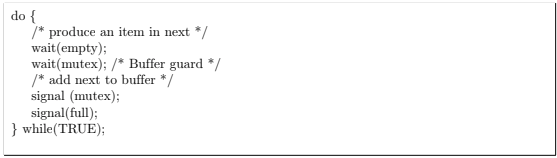 do {
/* produce an item in next */
wait(empty);
wait(mutex); /* Buffer guard */
/* add next to buffer */
signal (mutex);
signal(full);
} while(TRUE);